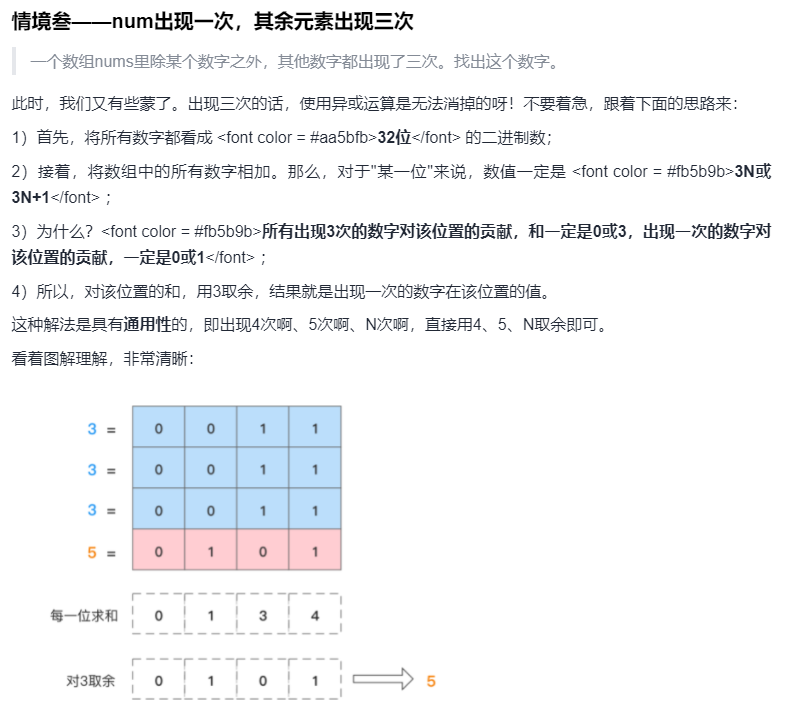 情境叁——num出现一次，其余元素出现三次
一个数组nums里除某个数字之外，其他数字都出现了三次。找出这个数字。
此时，我们又有些蒙了。出现三次的话，使用异或运算是无法消掉的呀！不要着急，跟着下面的思路来：
1）首先，将所有数字都看成 <font color = #aa5bfb>32位</font> 的二进制数；
2）接着，将数组中的所有数字相加。那么，对于"某一位"来说，数值一定是 <font color = #fb5b9b>3N或
3N+1</font> ；
3）为什么？<font color = #fb5b9b>所有出现3次的数字对该位置的贡献，和一定是0或3，出现一次的数字对
该位置的贡献，一定是0或1</font> ；
4）所以，对该位置的和，用3取余，结果就是出现一次的数字在该位置的值。
这种解法是具有通用性的，即出现4次啊、5次啊、N次啊，直接用4、5、N取余即可。
看着图解理解，非常清晰：
3 = 0 0 1 1
3 = 0 0 1 1
3 = 0 0 1 1
5 = 0 1 0 1
每一位求和 0 1 3 4
对3取余 0 1 0 1 5